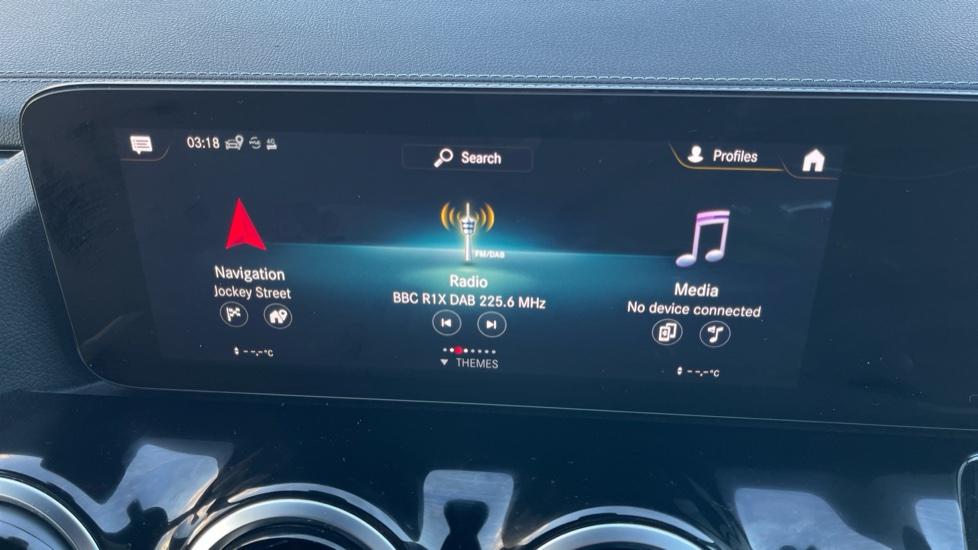 03:18
4G
Search
Profiles
FM/DAB
Navigation
Jockey Street
Radio
BBC R1X DAB 225.6 MHz
Media
No device connected
--,-°C
THEMES
--,-°C